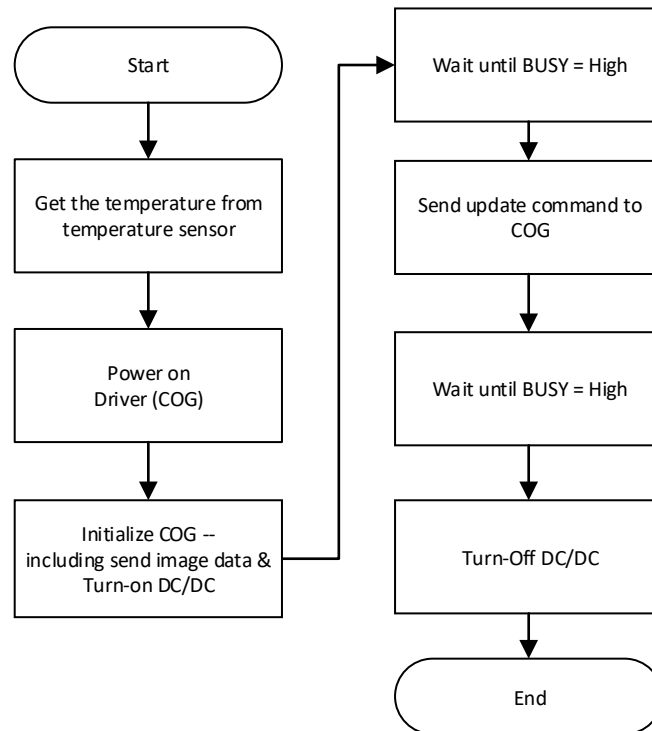 Start
Get the temperature from
temperature sensor
Power on
Driver (COG)
Initialize COG --
including send image data &
Turn-on DC/DC
Wait until BUSY = High
Send update command to
COG
Wait until BUSY = High
Turn-Off DC/DC
End